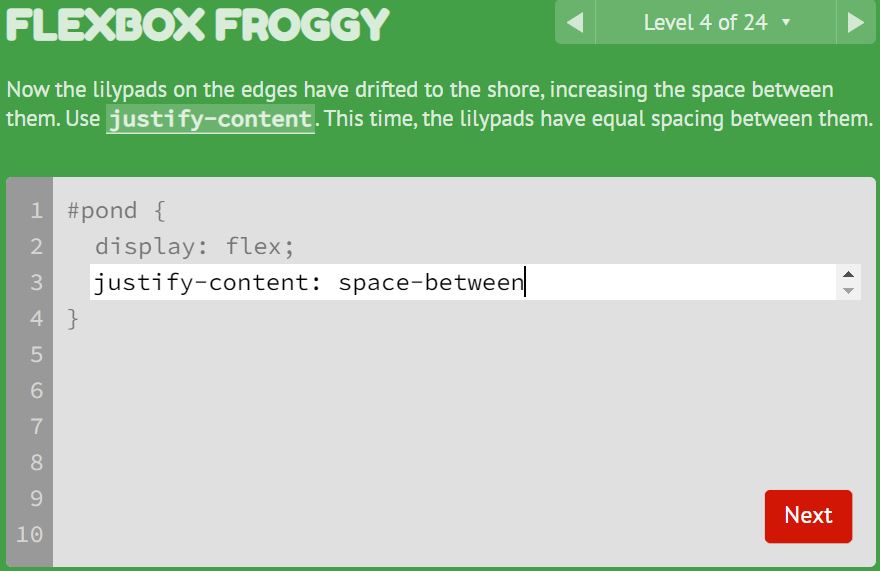 FLEXBOX FROGGY
Level 4 of 24
Now the lilypads on the edges have drifted to the shore, increasing the space between
them. Use justify-content. This time, the lilypads have equal spacing between them.
1 #pond {
2 display: flex;
3 justify-content: space-between
4 }
5
6
7
8
9
10
Next